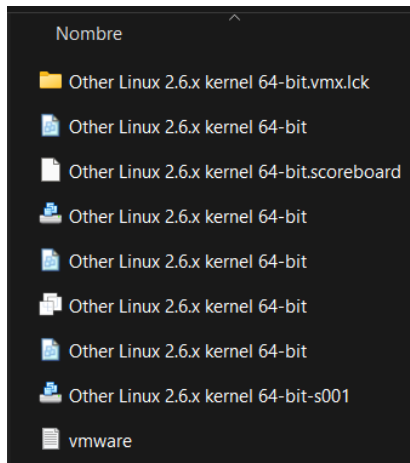 Nombre
Other Linux 2.6.x kernel 64-bit.vmx.lck
Other Linux 2.6.x kernel 64-bit
Other Linux 2.6.x kernel 64-bit.scoreboard
Other Linux 2.6.x kernel 64-bit
Other Linux 2.6.x kernel 64-bit
Other Linux 2.6.x kernel 64-bit
Other Linux 2.6.x kernel 64-bit
Other Linux 2.6.x kernel 64-bit-s001
vmware